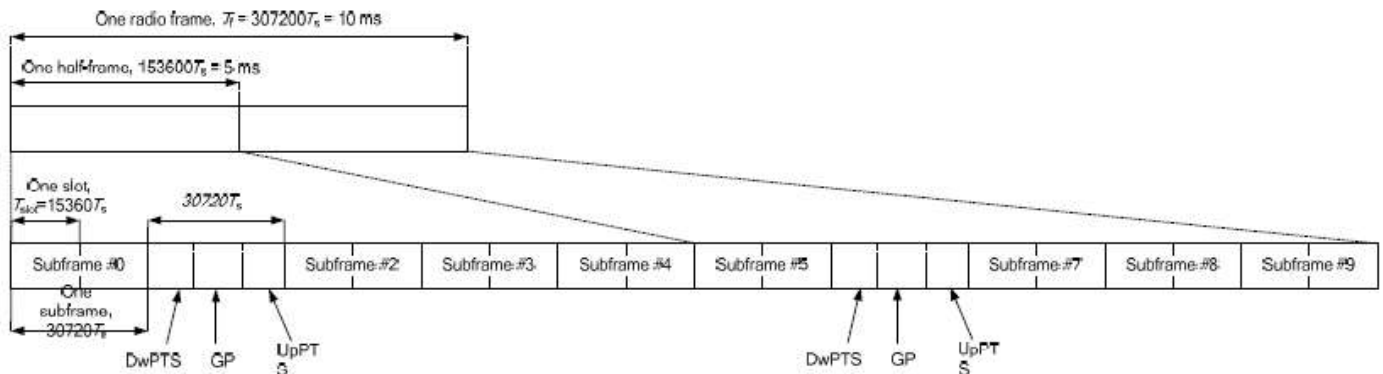 One radio frame, Tf = 307200Ts = 10 ms
One half-frame, 153600Ts = 5 ms
One slot,
Tslot=15360Ts
30720Ts
Subframe #0
Subframe #2
Subframe #3
Subframe #4
Subframe #5
Subframe #7
Subframe #8
Subframe #9
One
subframe,
30720Ts
DwPTS
GP
UpPT
S
DwPTS
GP
UpPT
S